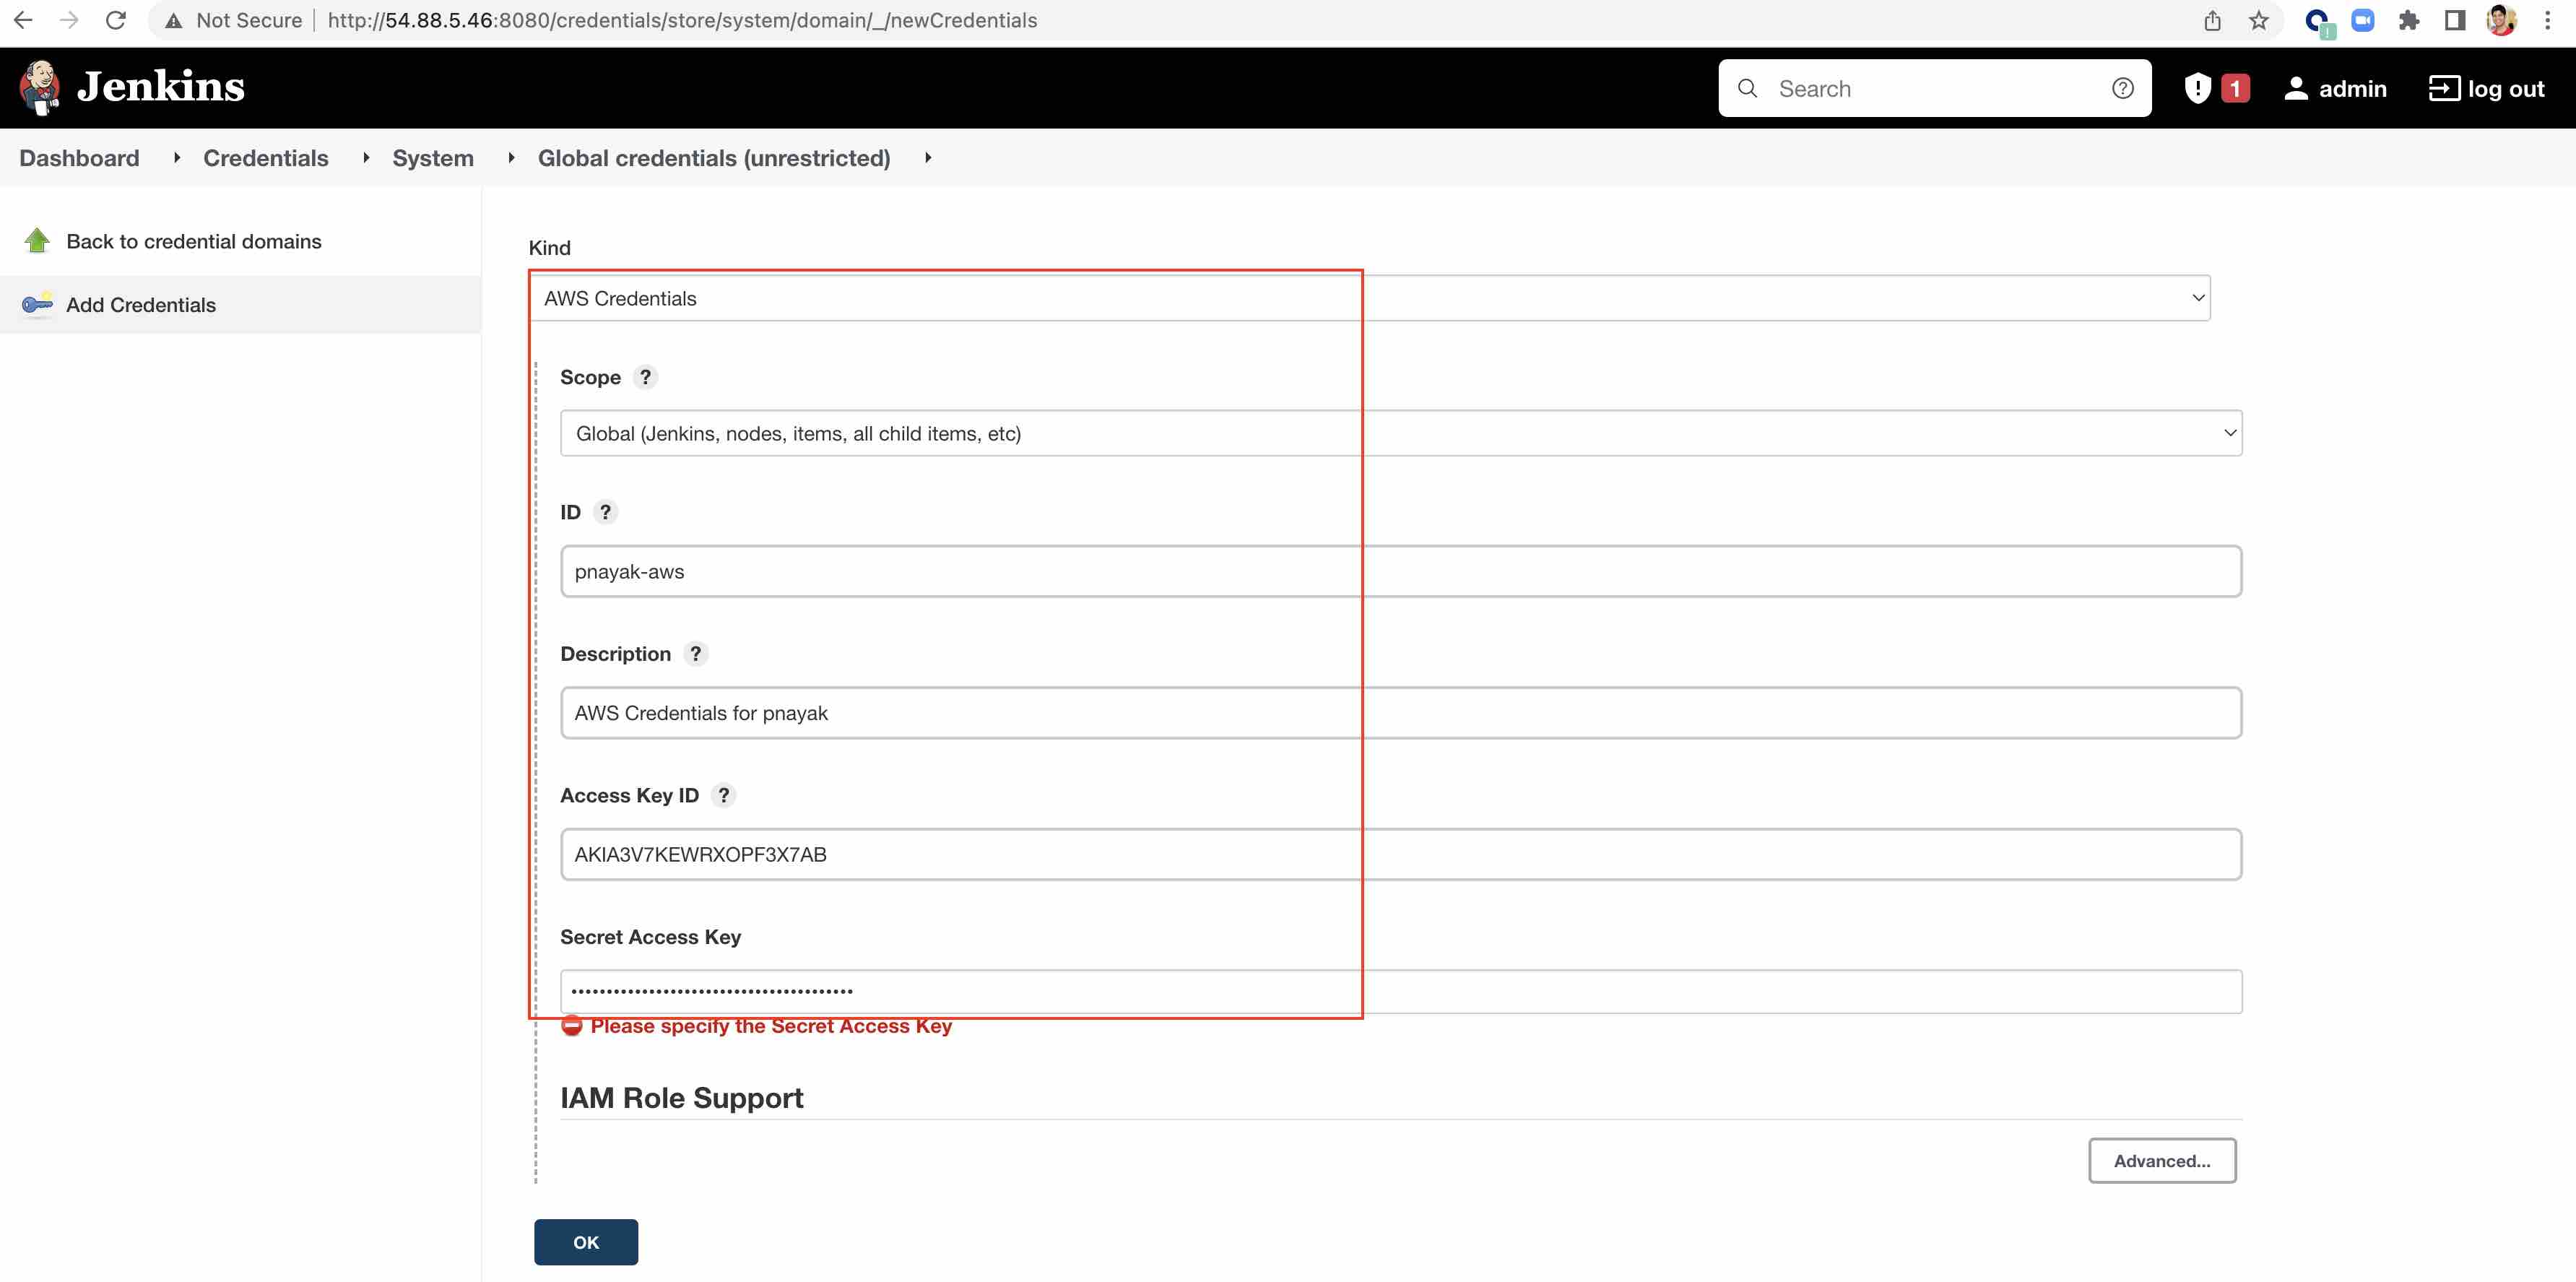 Not Secure | http://54.88.5.46:8080/credentials/store/system/domain/_/newCredentials
Jenkins
Search
1
admin
log out
Dashboard
Credentials
System
Global credentials (unrestricted)
Back to credential domains
Add Credentials
Kind
AWS Credentials
Scope ?
Global (Jenkins, nodes, items, all child items, etc)
ID ?
pnayak-aws
Description ?
AWS Credentials for pnayak
Access Key ID ?
AKIA3V7KEWRXOPF3X7AB
Secret Access Key
••••••••••••••••••••••••••••••••••••••••
Please specify the Secret Access Key
IAM Role Support
Advanced...
OK